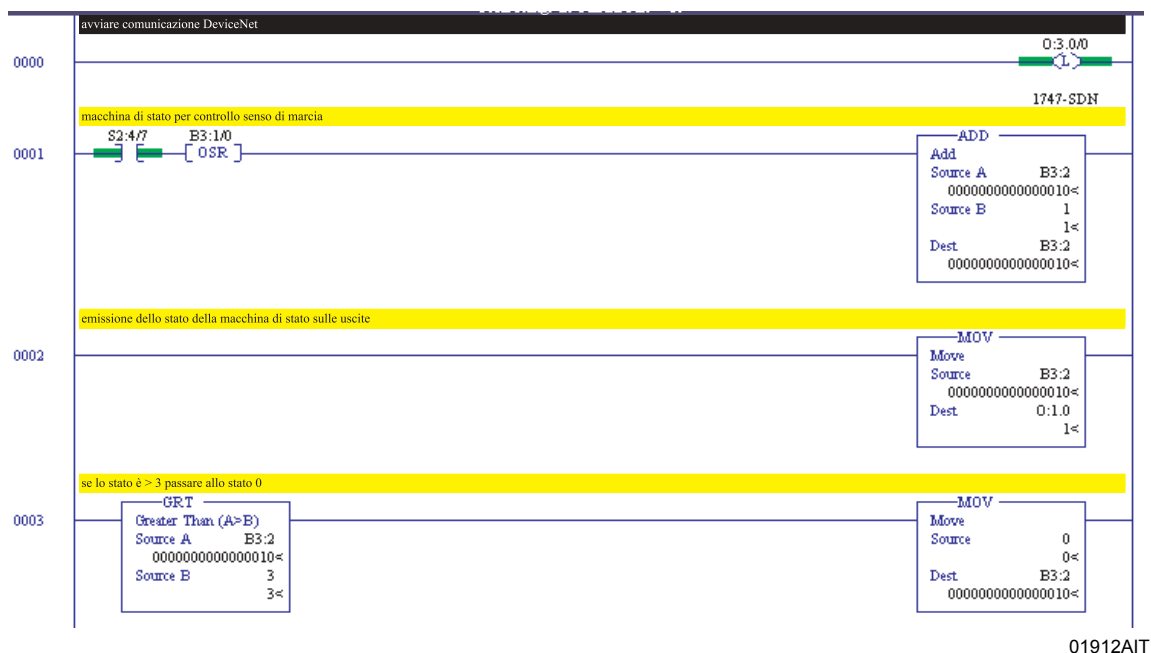 avviare comunicazione DeviceNet
O:3.0/0
0000
L
1747-SDN
macchina di stato per controllo senso di marcia
S2:4/7 B3:1/0
ADD
0001
OSR
Add
Source A B3:2
0000000000000010<
Source B 1
1<
Dest B3:2
0000000000000010<
emissione dello stato della macchina di stato sulle uscite
MOV
0002
Move
Source B3:2
0000000000000010<
Dest O:1.0
1<
se lo stato è > 3 passare allo stato 0
GRT
MOV
0003
Greater Than (A>B)
Move
Source A B3:2
Source 0
0000000000000010<
0<
Source B 3
Dest B3:2
3<
0000000000000010<
01912AIT